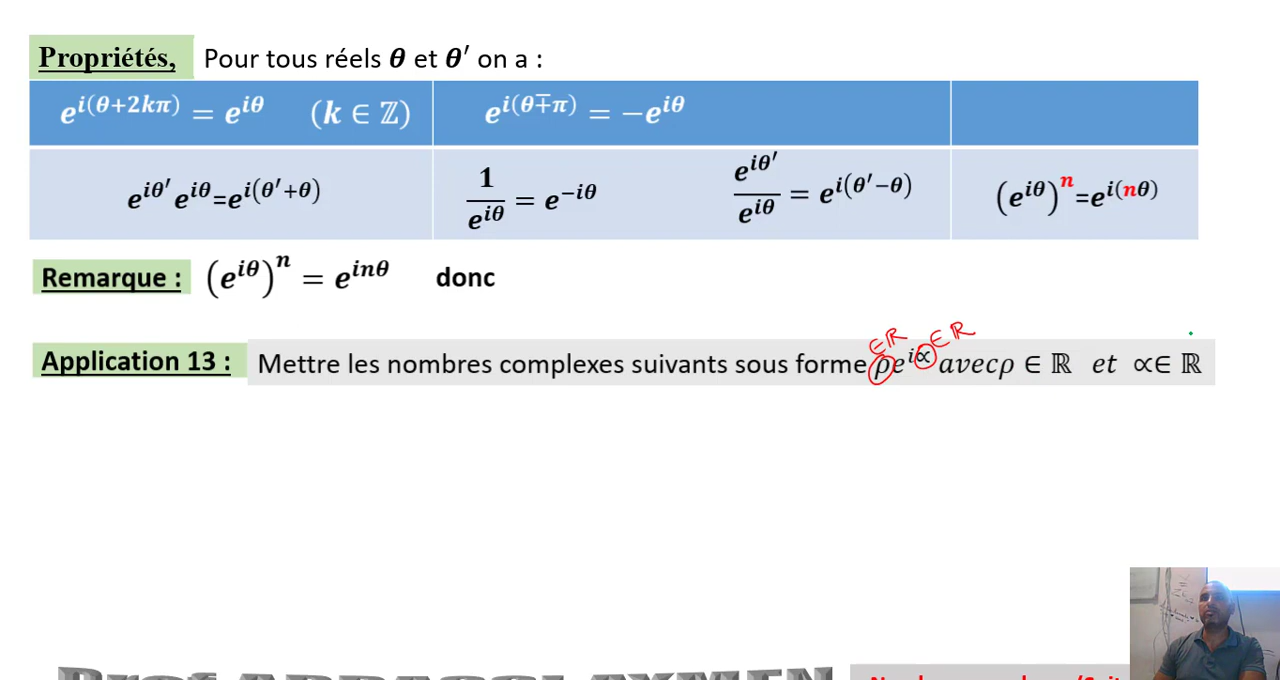 Propriétés, Pour tous réels θ et θ′ on a :
e^{i(θ+2kπ)} = e^{iθ} (k ∈ ℤ) e^{i(θ∓π)} = −e^{iθ}
e^{iθ′} e^{iθ}=e^{i(θ′+θ)} 1/e^{iθ} = e^{−iθ} e^{iθ′}/e^{iθ} = e^{i(θ′−θ)} (e^{iθ})^n=e^{i(nθ)}
Remarque : (e^{iθ})^n = e^{inθ} donc
∈ℝ ∈ℝ
Application 13 : Mettre les nombres complexes suivants sous forme ρe^{i∝} avecρ ∈ ℝ et ∝∈ ℝ